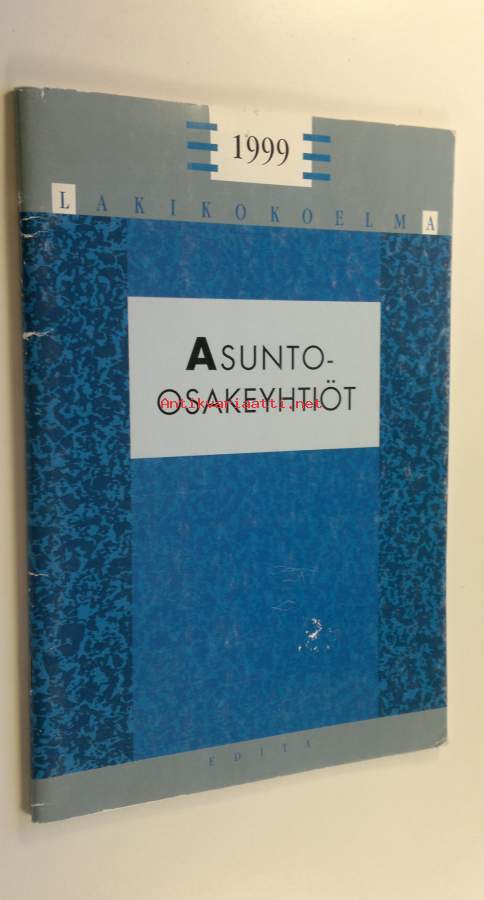 1999
LAKIKOKOELMA
ASUNTO-
OSAKEYHTIÖT
Antikvariaatti.net
EDITA